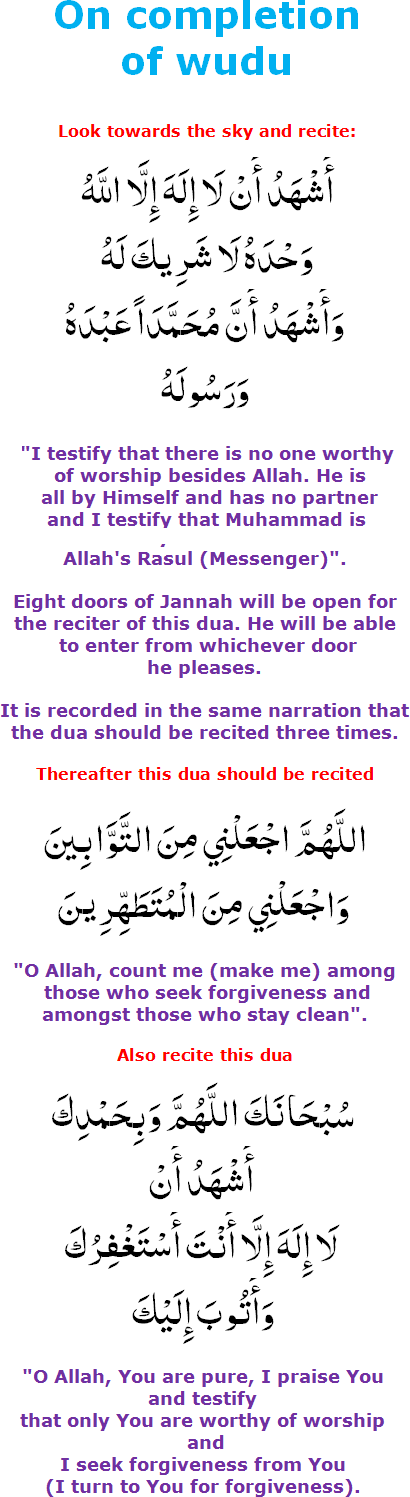 On completion
of wudu
Look towards the sky and recite:
أَشْهَدُ أَنْ لَا إِلَهَ إِلَّا اللَّهُ
وَحْدَهُ لَا شَرِيكَ لَهُ
وَأَشْهَدُ أَنَّ مُحَمَّدَاً عَبْدَهُ
وَرَسُولَهُ
"I testify that there is no one worthy
of worship besides Allah. He is
all by Himself and has no partner
and I testify that Muhammad is
Allah's Rasul (Messenger)".
Eight doors of Jannah will be open for
the reciter of this dua. He will be able
to enter from whichever door
he pleases.
It is recorded in the same narration that
the dua should be recited three times.
Thereafter this dua should be recited
اللَّهُمَّ اجْعَلْنِي مِنَ التَّوَّابِينَ
وَاجْعَلْنِي مِنَ الْمُتَطَهِّرِينَ
"O Allah, count me (make me) among
those who seek forgiveness and
amongst those who stay clean".
Also recite this dua
سُبْحَانَكَ اللَّهُمَّ وَبِحَمْدِكَ
أَشْهَدُ أَنْ
لَا إِلَهَ إِلَّا أَنْتَ أَسْتَغْفِرُكَ
وَأَتُوبَ إِلَيْكَ
"O Allah, You are pure, I praise You
and testify
that only You are worthy of worship
and
I seek forgiveness from You
(I turn to You for forgiveness).